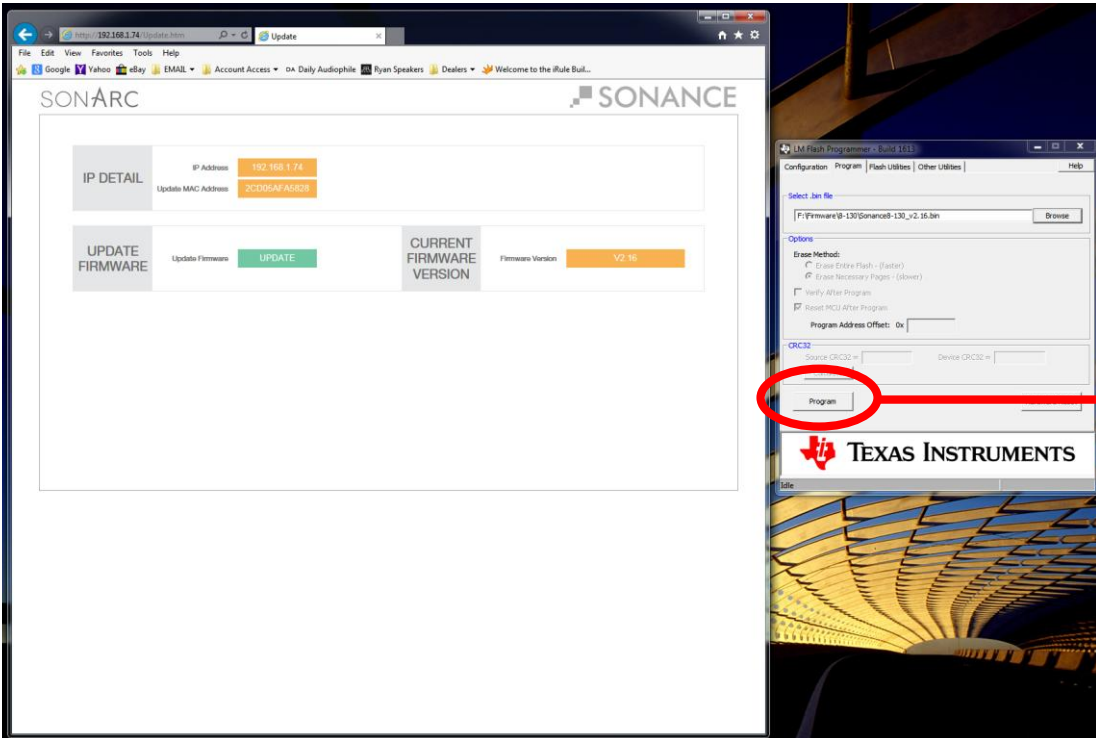 http://192.168.1.74/Update.htm
Update
File Edit View Favorites Tools Help
Google Yahoo eBay EMAIL Account Access DA Daily Audiophile Ryan Speakers Dealers Welcome to the iRule Buil...
SONARC
SONANCE
IP DETAIL
IP Address 192.168.1.74
Update MAC Address 2CD05AFA5828
UPDATE FIRMWARE
Update Firmware UPDATE
CURRENT FIRMWARE VERSION
Firmware Version V2.16
LM Flash Programmer - Build 1613
Configuration Program Flash Utilities Other Utilities Help
Select .bin file
F:\Firmware\8-130\Sonance8-130_v2.16.bin Browse
Options
Erase Method:
Erase Entire Flash - (faster)
Erase Necessary Pages - (slower)
Verify After Program
Reset MCU After Program
Program Address Offset: 0x
CRC32
Source CRC32 = Device CRC32 =
Program
TEXAS INSTRUMENTS
Idle